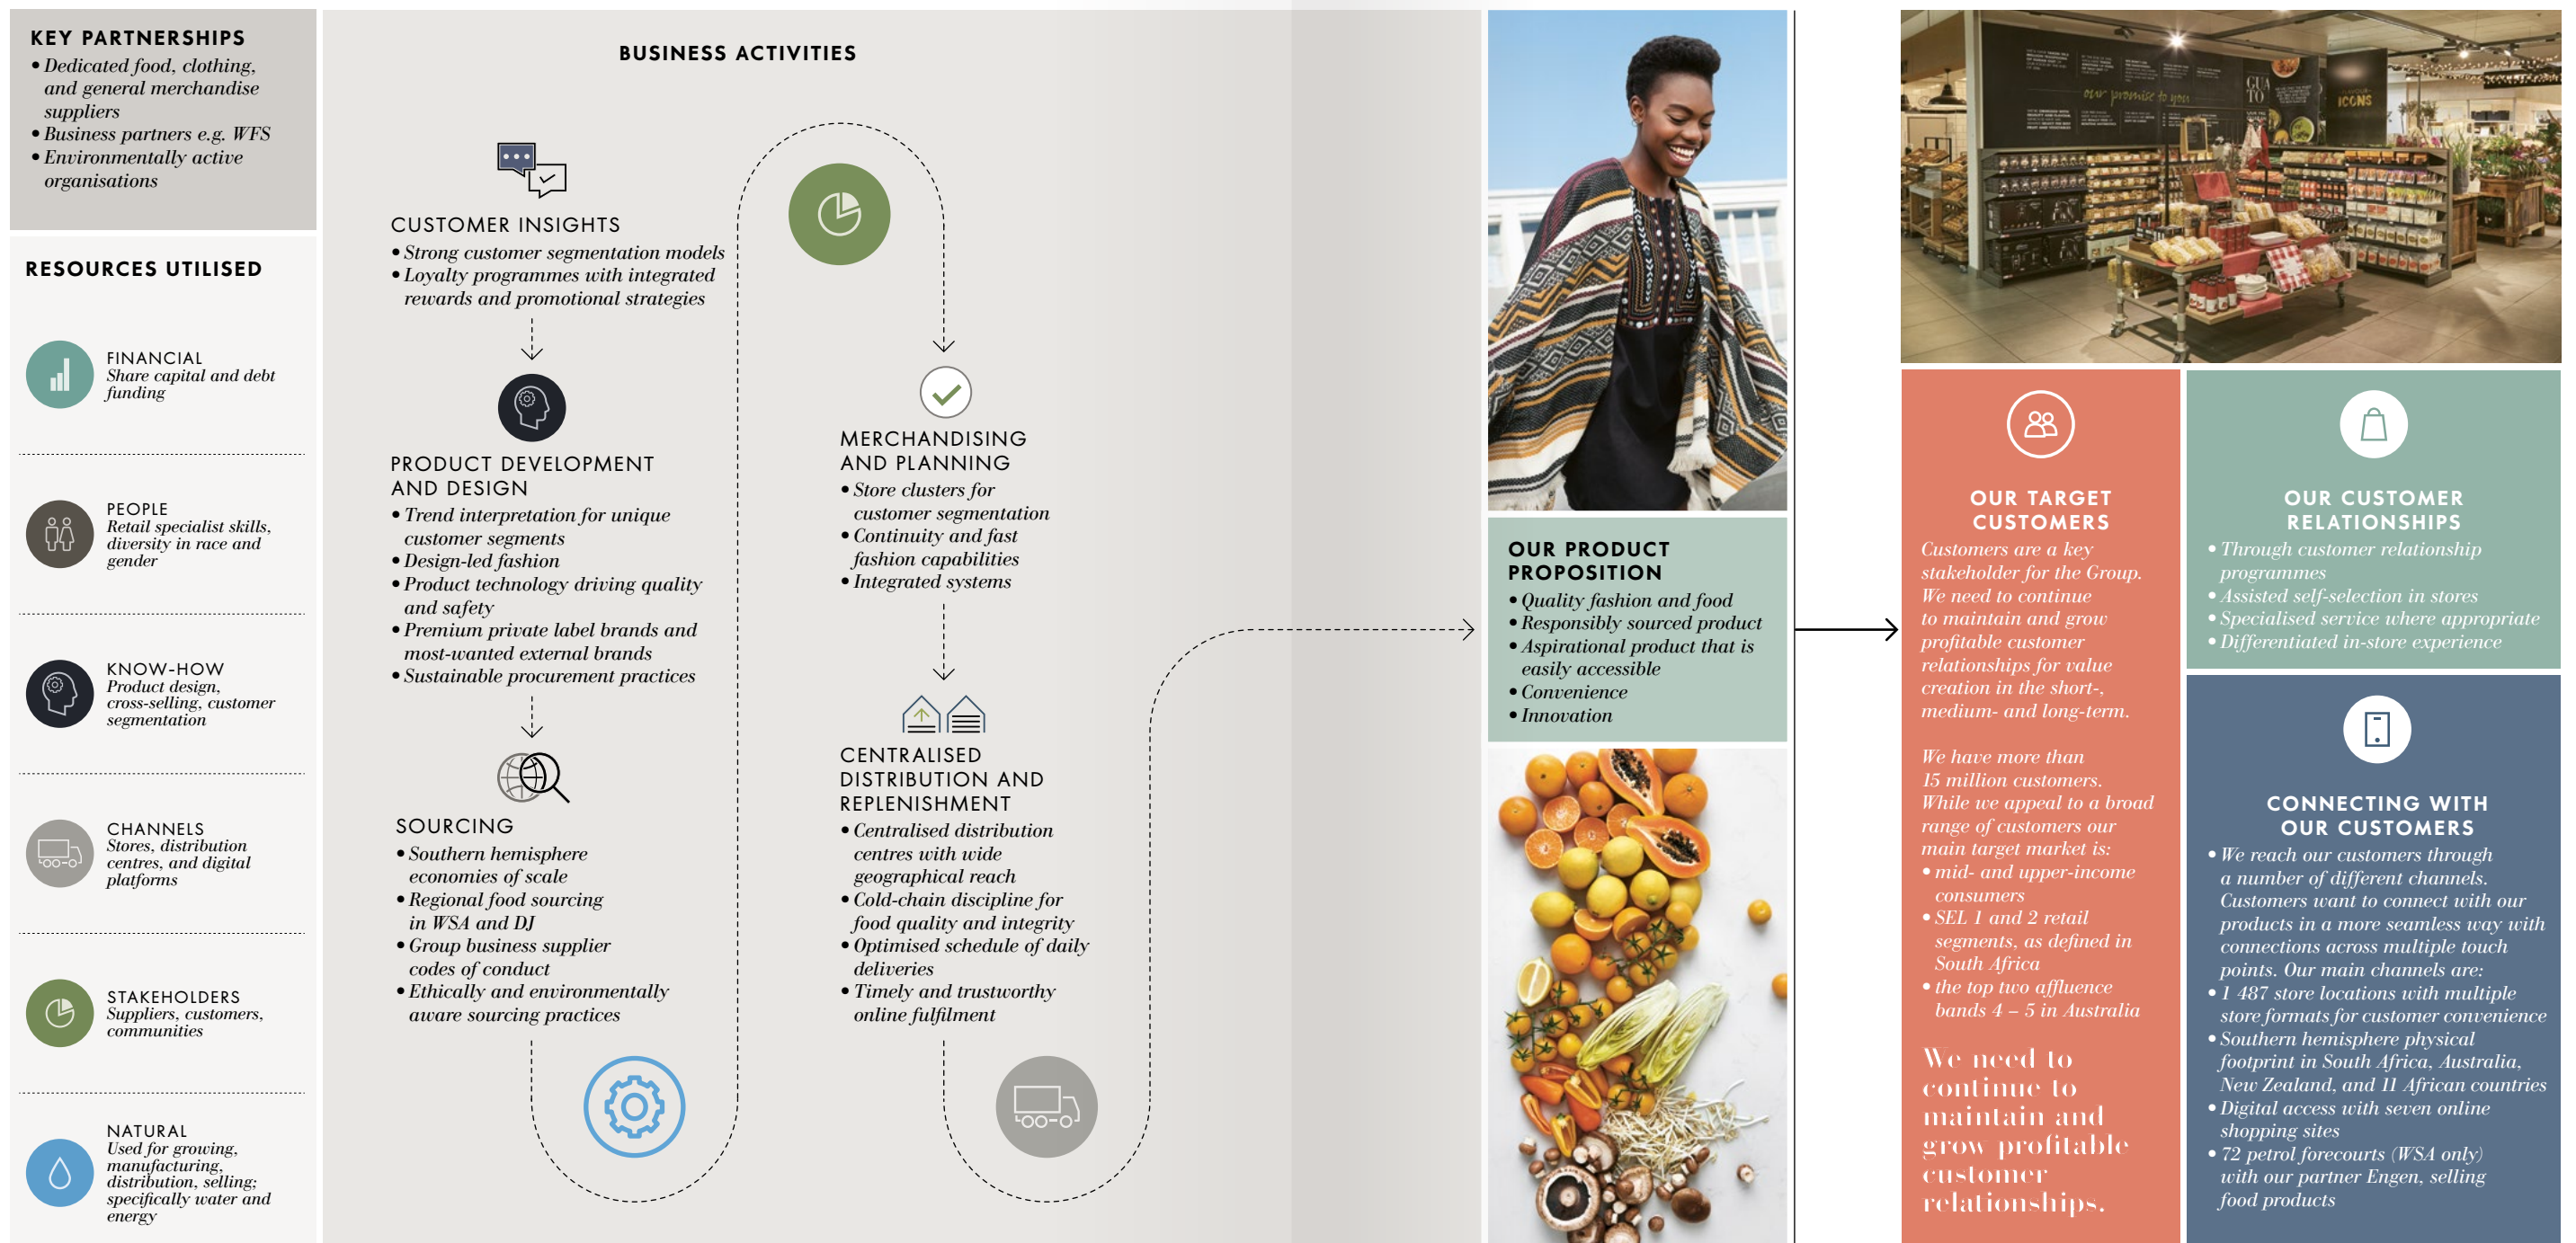 KEY PARTNERSHIPS
• Dedicated food, clothing,
and general merchandise
suppliers
• Business partners e.g. WFS
• Environmentally active
organisations
RESOURCES UTILISED
FINANCIAL
Share capital and debt
funding
PEOPLE
Retail specialist skills,
diversity in race and
gender
KNOW-HOW
Product design,
cross-selling, customer
segmentation
CHANNELS
Stores, distribution
centres, and digital
platforms
STAKEHOLDERS
Suppliers, customers,
communities
NATURAL
Used for growing,
manufacturing,
distribution, selling;
specifically water and
energy
BUSINESS ACTIVITIES
CUSTOMER INSIGHTS
• Strong customer segmentation models
• Loyalty programmes with integrated
rewards and promotional strategies
PRODUCT DEVELOPMENT
AND DESIGN
• Trend interpretation for unique
customer segments
• Design-led fashion
• Product technology driving quality
and safety
• Premium private label brands and
most-wanted external brands
• Sustainable procurement practices
SOURCING
• Southern hemisphere
economies of scale
• Regional food sourcing
in WSA and DJ
• Group business supplier
codes of conduct
• Ethically and environmentally
aware sourcing practices
MERCHANDISING
AND PLANNING
• Store clusters for
customer segmentation
• Continuity and fast
fashion capabilities
• Integrated systems
CENTRALISED
DISTRIBUTION AND
REPLENISHMENT
• Centralised distribution
centres with wide
geographical reach
• Cold-chain discipline for
food quality and integrity
• Optimised schedule of daily
deliveries
• Timely and trustworthy
online fulfilment
OUR PRODUCT
PROPOSITION
• Quality fashion and food
• Responsibly sourced product
• Aspirational product that is
easily accessible
• Convenience
• Innovation
our promise to you
GUA
TO
ICONS
OUR TARGET
CUSTOMERS
Customers are a key
stakeholder for the Group.
We need to continue
to maintain and grow
profitable customer
relationships for value
creation in the short-,
medium- and long-term.
We have more than
15 million customers.
While we appeal to a broad
range of customers our
main target market is:
• mid- and upper-income
consumers
• SEL 1 and 2 retail
segments, as defined in
South Africa
• the top two affluence
bands 4 – 5 in Australia
We need to
continue to
maintain and
grow profitable
customer
relationships.
OUR CUSTOMER
RELATIONSHIPS
• Through customer relationship
programmes
• Assisted self-selection in stores
• Specialised service where appropriate
• Differentiated in-store experience
CONNECTING WITH
OUR CUSTOMERS
• We reach our customers through
a number of different channels.
Customers want to connect with our
products in a more seamless way with
connections across multiple touch
points. Our main channels are:
• 1 487 store locations with multiple
store formats for customer convenience
• Southern hemisphere physical
footprint in South Africa, Australia,
New Zealand, and 11 African countries
• Digital access with seven online
shopping sites
• 72 petrol forecourts (WSA only)
with our partner Engen, selling
food products